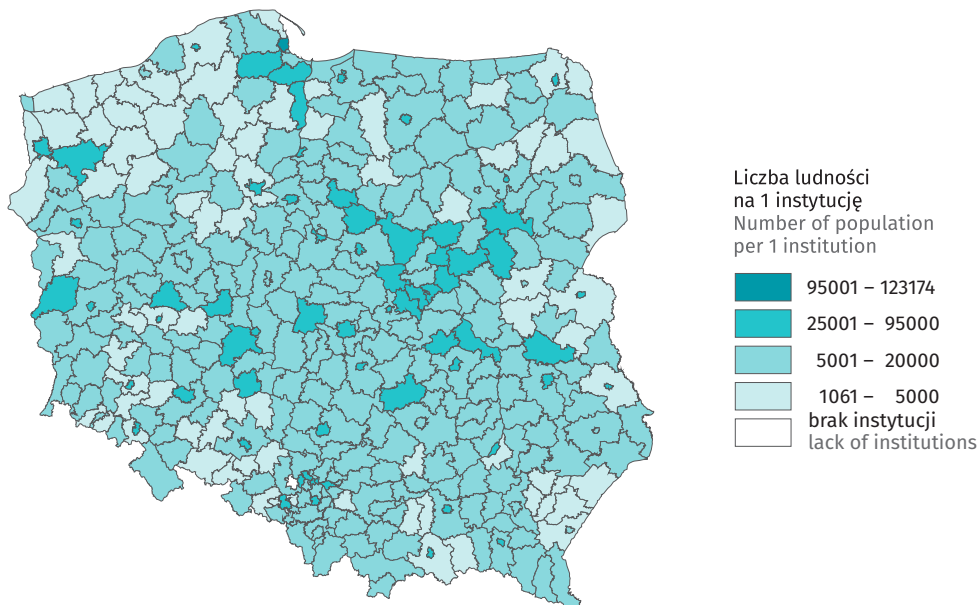 Liczba ludności
na 1 instytucję
Number of population
per 1 institution
95001 – 123174
25001 – 95000
5001 – 20000
1061 – 5000
brak instytucji
lack of institutions